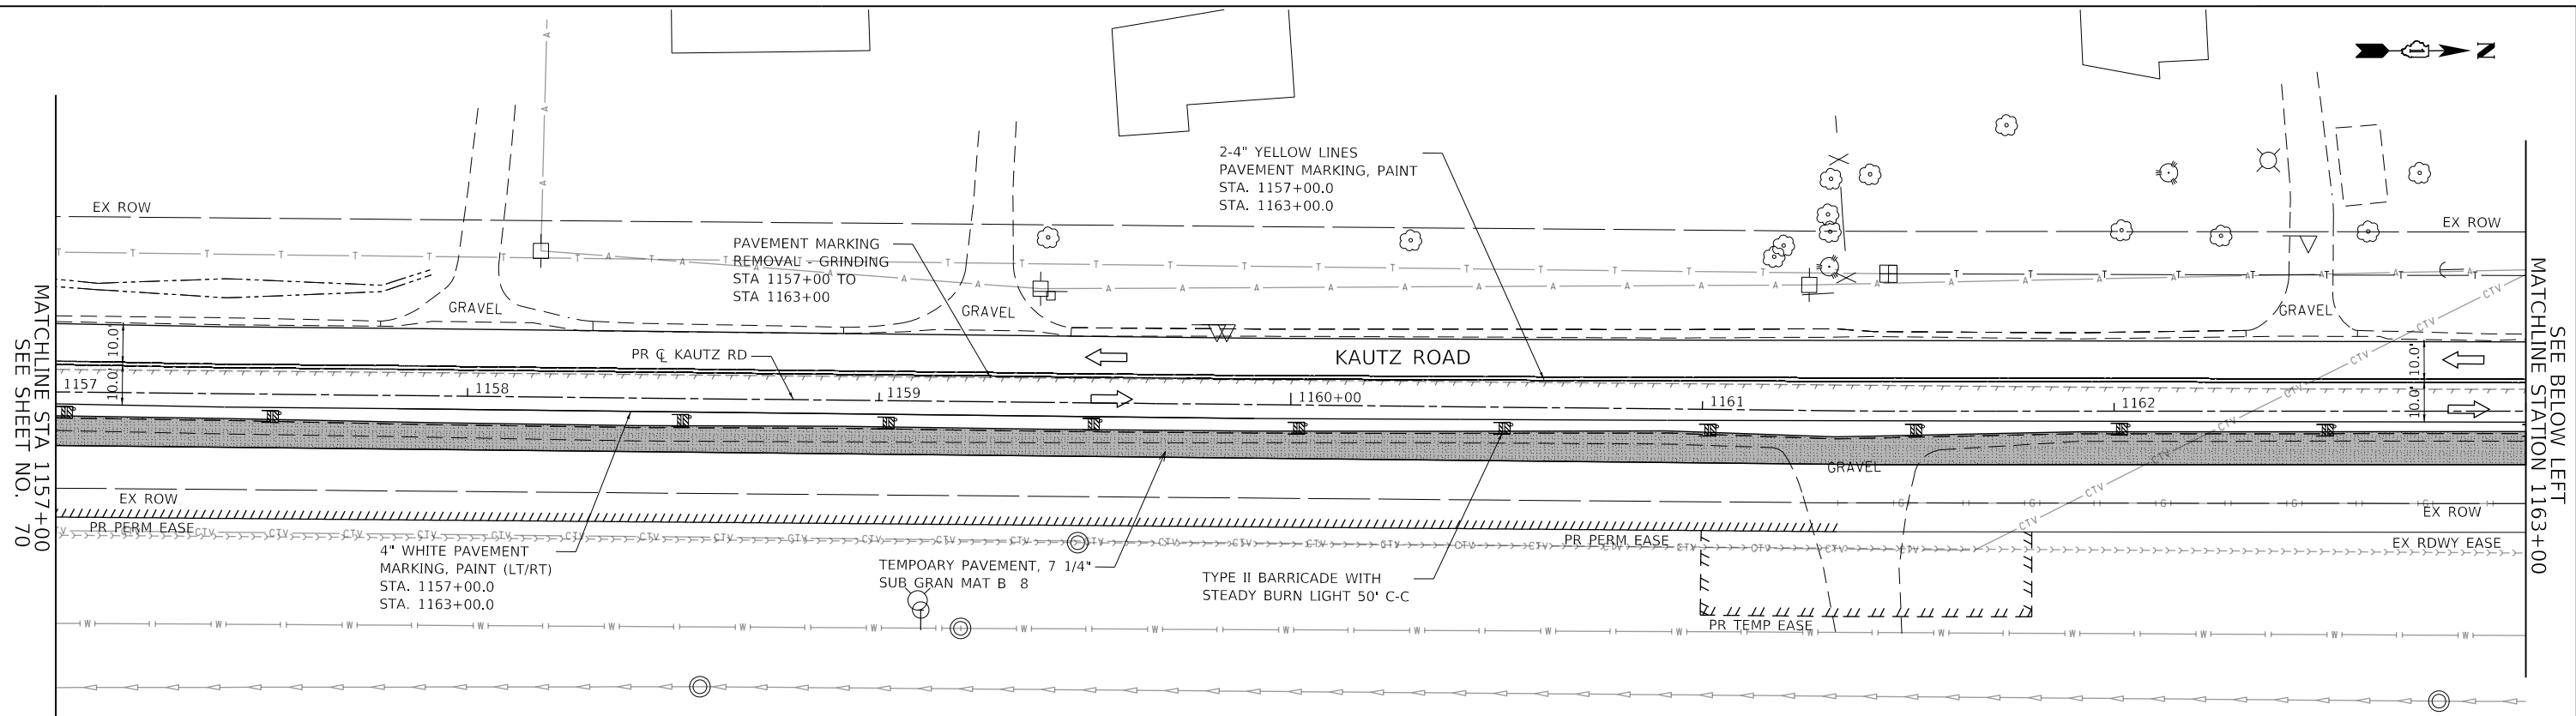 N
EX ROW
EX ROW
2-4" YELLOW LINES
PAVEMENT MARKING, PAINT
STA. 1157+00.0
STA. 1163+00.0
PAVEMENT MARKING
REMOVAL - GRINDING
STA 1157+00 TO
STA 1163+00
GRAVEL
GRAVEL
GRAVEL
MATCHLINE STA 1157+00
SEE SHEET NO. 70
SEE BELOW LEFT
MATCHLINE STATION 1163+00
10.0'
10.0'
10.0'
10.0'
PR ℄ KAUTZ RD
KAUTZ ROAD
1157
1158
1159
1160+00
1161
1162
GRAVEL
EX ROW
EX ROW
PR PERM EASE
PR PERM EASE
EX RDWY EASE
4" WHITE PAVEMENT
MARKING, PAINT (LT/RT)
STA. 1157+00.0
STA. 1163+00.0
TEMPOARY PAVEMENT, 7 1/4"
SUB GRAN MAT B 8
TYPE II BARRICADE WITH
STEADY BURN LIGHT 50' C-C
PR TEMP EASE